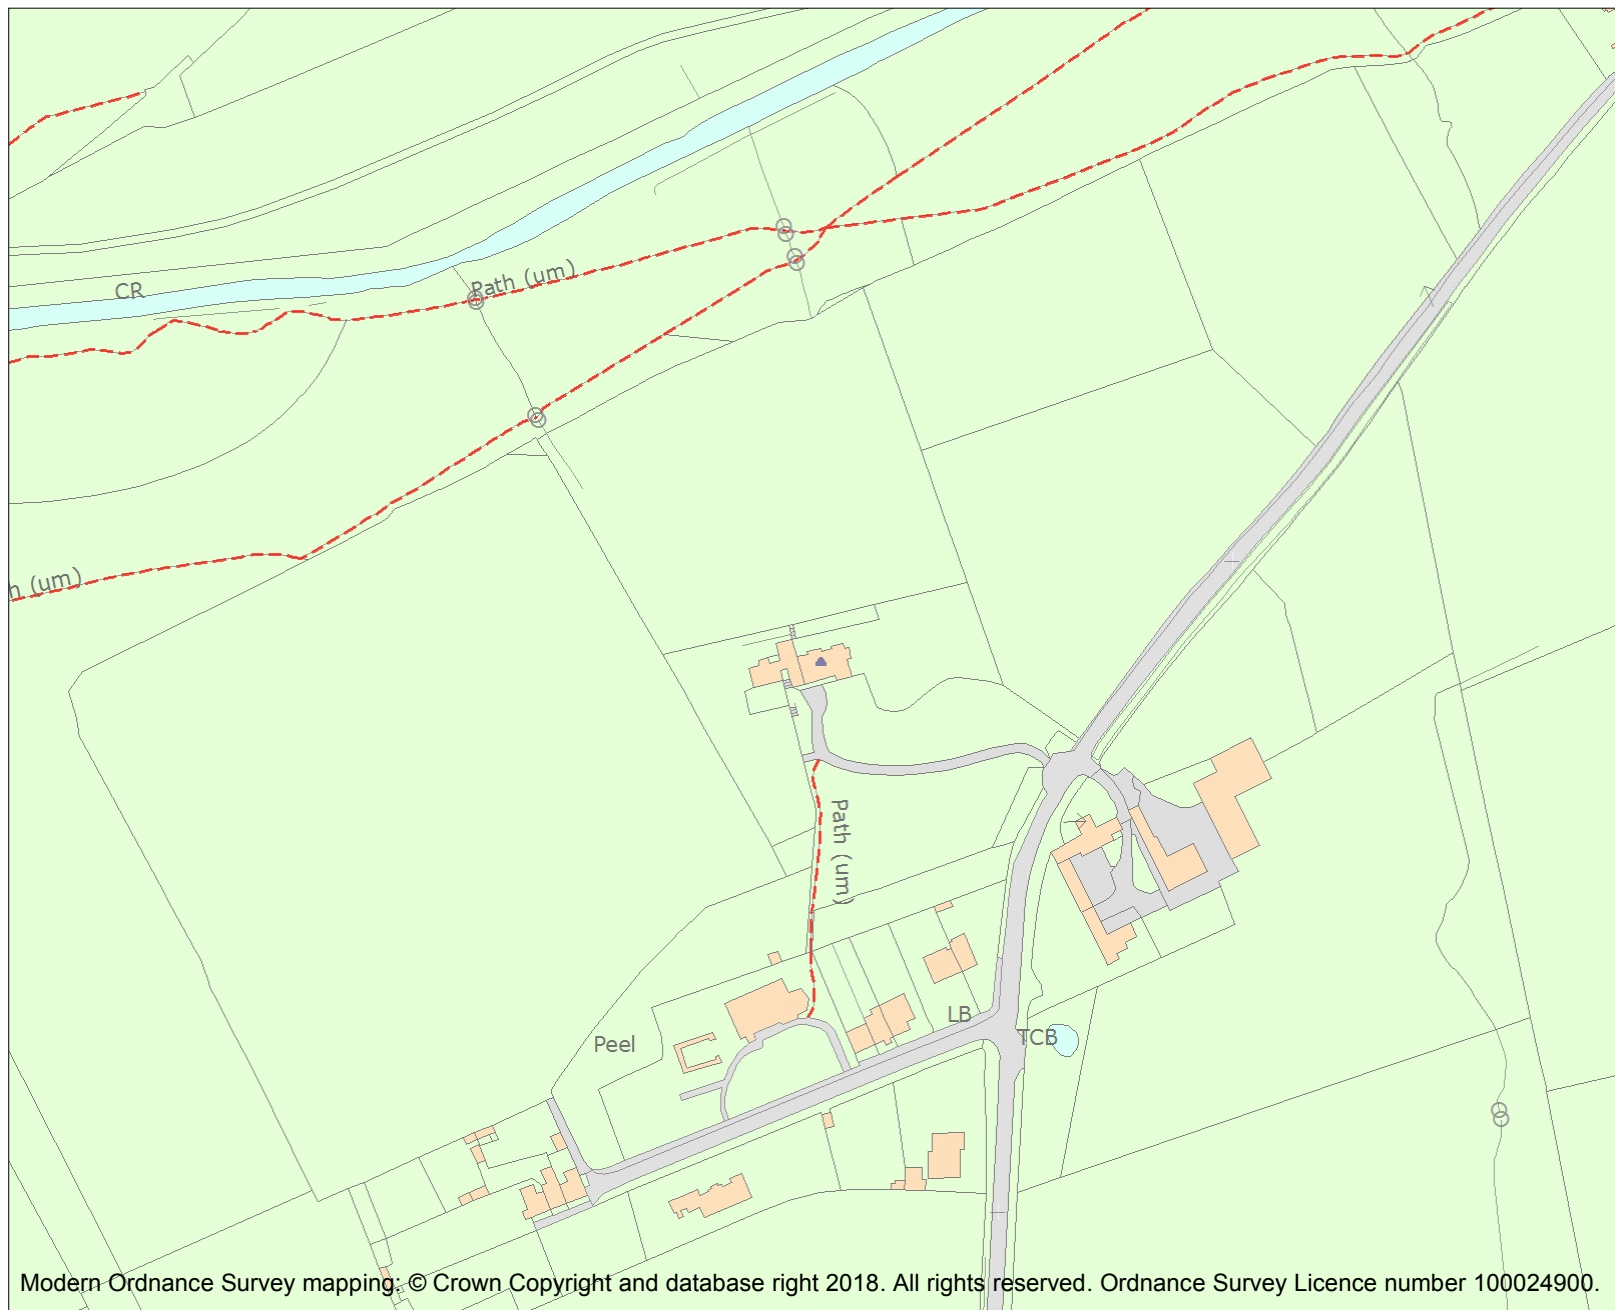 CR
Path (um)
h (um)
Path (um)
LB
TCB
Peel
Modern Ordnance Survey mapping: © Crown Copyright and database right 2018. All rights reserved. Ordnance Survey Licence number 100024900.